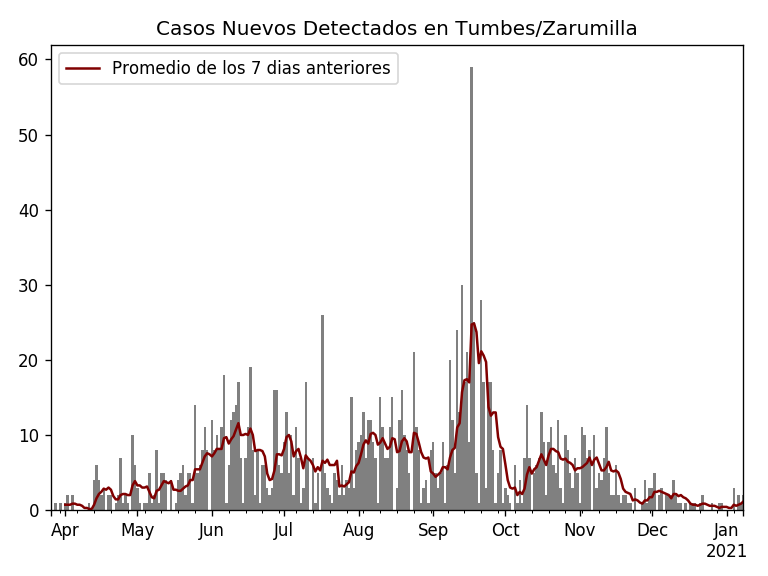 Casos Nuevos Detectados en Tumbes/Zarumilla
Promedio de los 7 dias anteriores
60
50
40
30
20
10
0
Apr May Jun Jul Aug Sep Oct Nov Dec Jan
2021